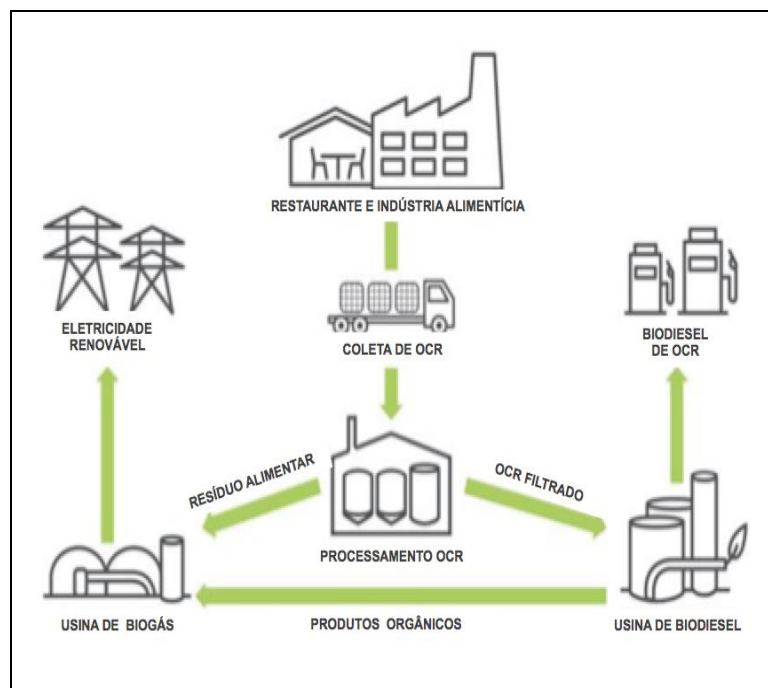 RESTAURANTE E INDÚSTRIA ALIMENTÍCIA
ELETRICIDADE
RENOVÁVEL
COLETA DE OCR
BIODIESEL
DE OCR
RESÍDUO ALIMENTAR
OCR FILTRADO
PROCESSAMENTO OCR
USINA DE BIOGÁS
PRODUTOS ORGÂNICOS
USINA DE BIODIESEL